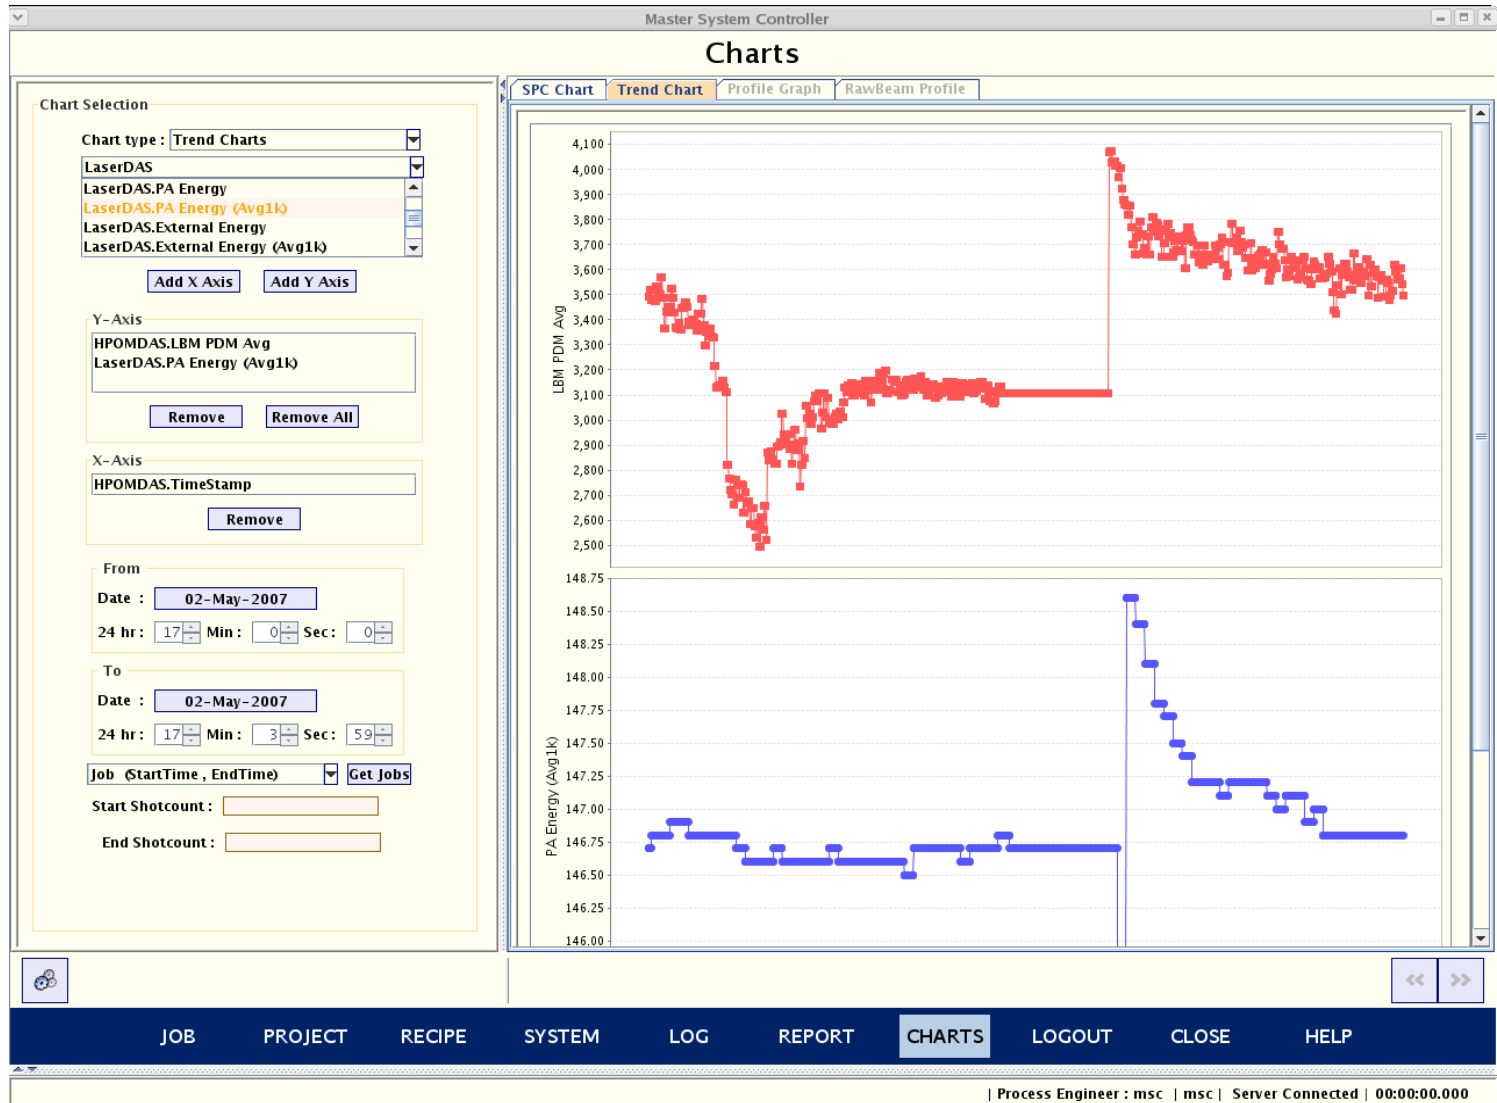 Master System Controller
Charts
Chart Selection
Chart type : Trend Charts
LaserDAS
LaserDAS.PA Energy
LaserDAS.PA Energy (Avg1k)
LaserDAS.External Energy
LaserDAS.External Energy (Avg1k)
Add X Axis Add Y Axis
Y-Axis
HPOMDAS.LBM PDM Avg
LaserDAS.PA Energy (Avg1k)
Remove Remove All
X-Axis
HPOMDAS.TimeStamp
Remove
From
Date : 02-May-2007
24 hr : 17 Min : 0 Sec : 0
To
Date : 02-May-2007
24 hr : 17 Min : 3 Sec : 59
Job (StartTime , EndTime) Get Jobs
Start Shotcount :
End Shotcount :
SPC Chart Trend Chart Profile Graph RawBeam Profile
LBM PDM Avg
4,100
4,000
3,900
3,800
3,700
3,600
3,500
3,400
3,300
3,200
3,100
3,000
2,900
2,800
2,700
2,600
2,500
PA Energy (Avg1k)
148.75
148.50
148.25
148.00
147.75
147.50
147.25
147.00
146.75
146.50
146.25
146.00
JOB PROJECT RECIPE SYSTEM LOG REPORT CHARTS LOGOUT CLOSE HELP
| Process Engineer : msc | msc | Server Connected | 00:00:00.000